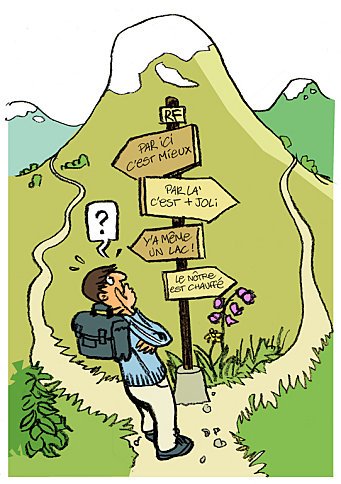 RF
PAR ICI
C'EST MIEUX
PAR LÀ
C'EST + JOLI
Y'A MÊME
UN LAC !
LE NÔTRE
EST CHAUFFÉ
?